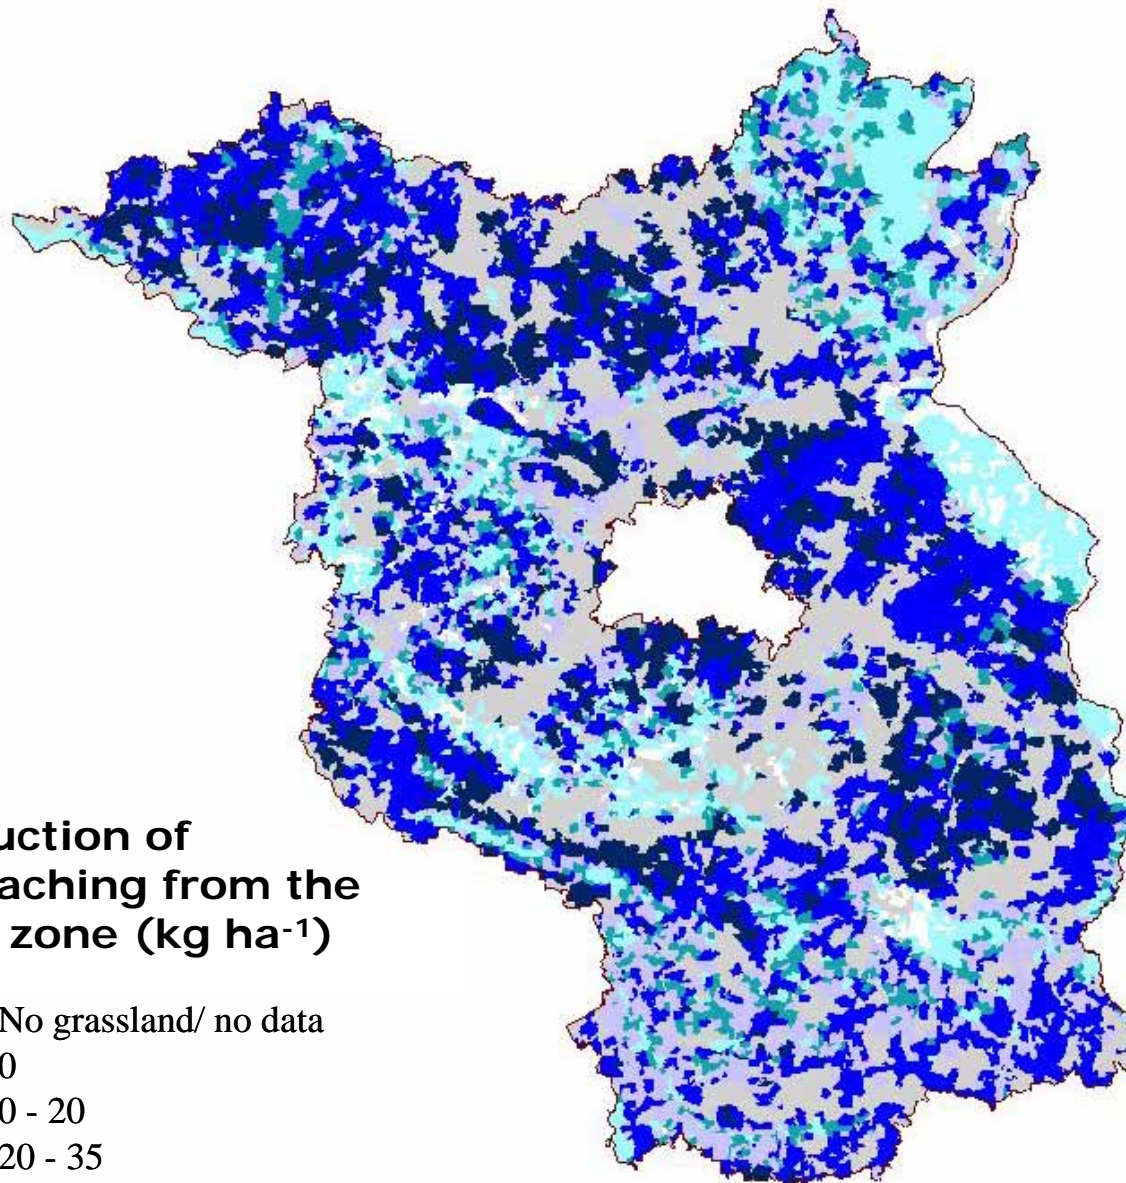 uction of
aching from the
zone (kg ha-1)
No grassland/ no data
0
0 - 20
20 - 35